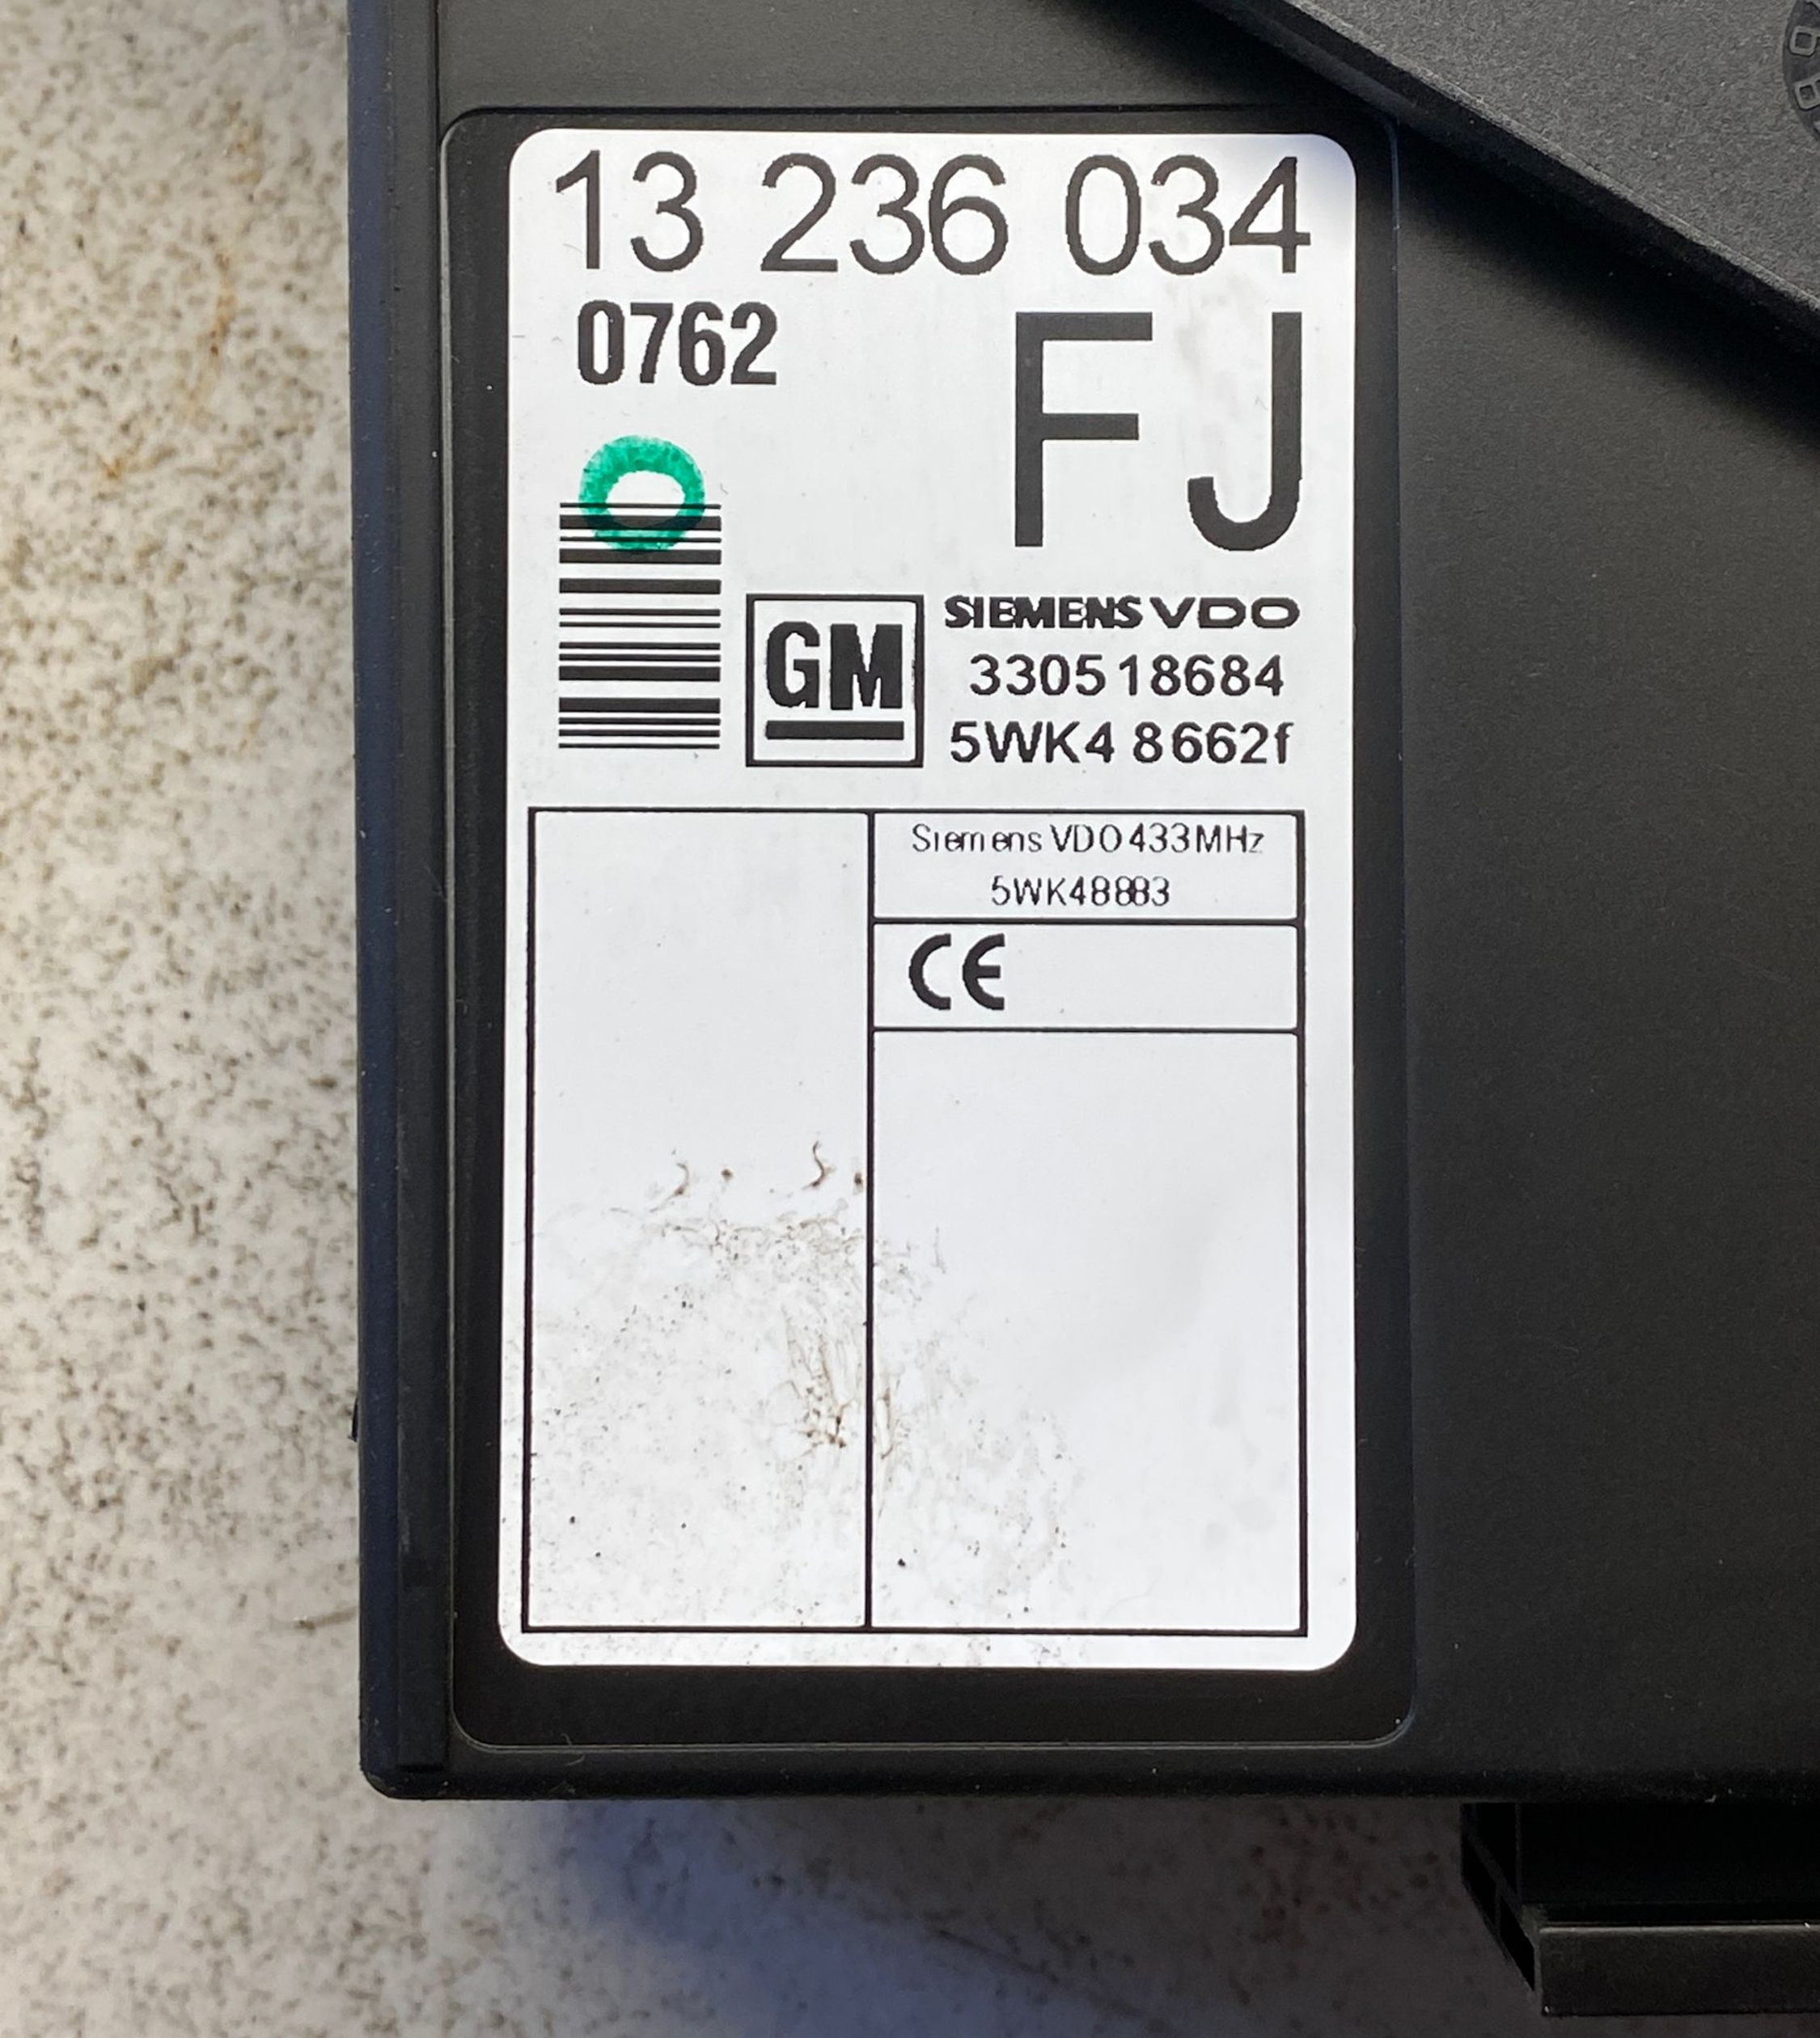 13 236 034
0762
FJ
GM
SIEMENS VDO
330518684
5WK4 8662f
Siemens VDO 433MHz
5WK48883
CE